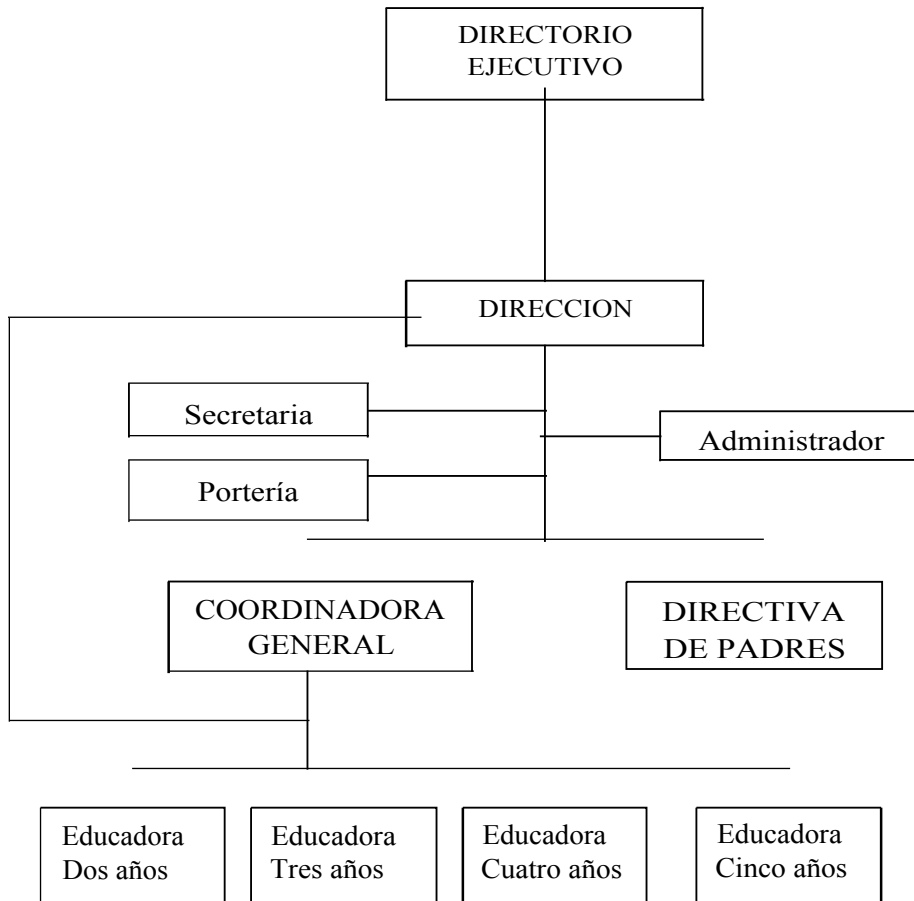 DIRECTORIO
EJECUTIVO
DIRECCION
Secretaria
Administrador
Portería
COORDINADORA
GENERAL
DIRECTIVA
DE PADRES
Educadora
Dos años
Educadora
Tres años
Educadora
Cuatro años
Educadora
Cinco años